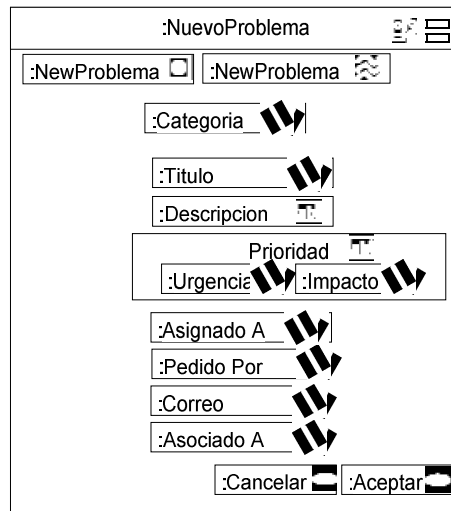 :NuevoProblema
:NewProblema :NewProblema
:Categoria
:Titulo
:Descripcion
Prioridad
:Urgencia :Impacto
:Asignado A
:Pedido Por
:Correo
:Asociado A
:Cancelar :Aceptar